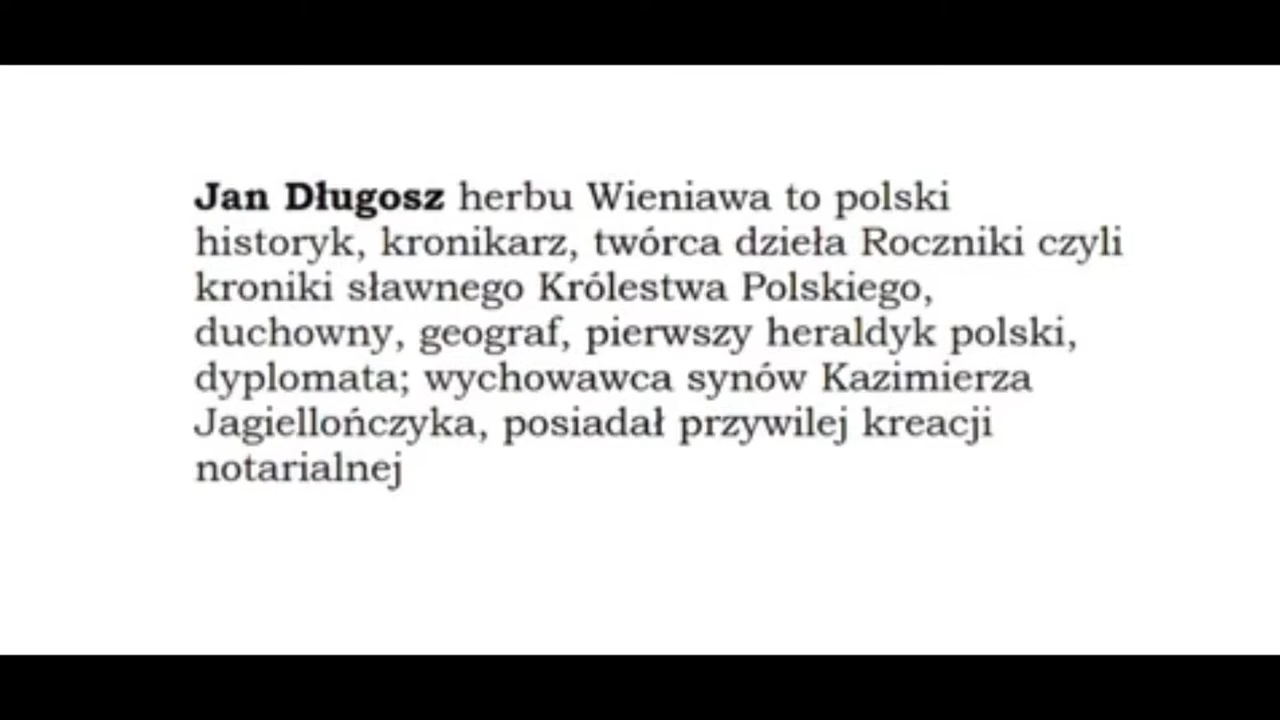 Jan Długosz herbu Wieniawa to polski
historyk, kronikarz, twórca dzieła Roczniki czyli
kroniki sławnego Królestwa Polskiego,
duchowny, geograf, pierwszy heraldyk polski,
dyplomata; wychowawca synów Kazimierza
Jagiellończyka, posiadał przywilej kreacji
notarialnej